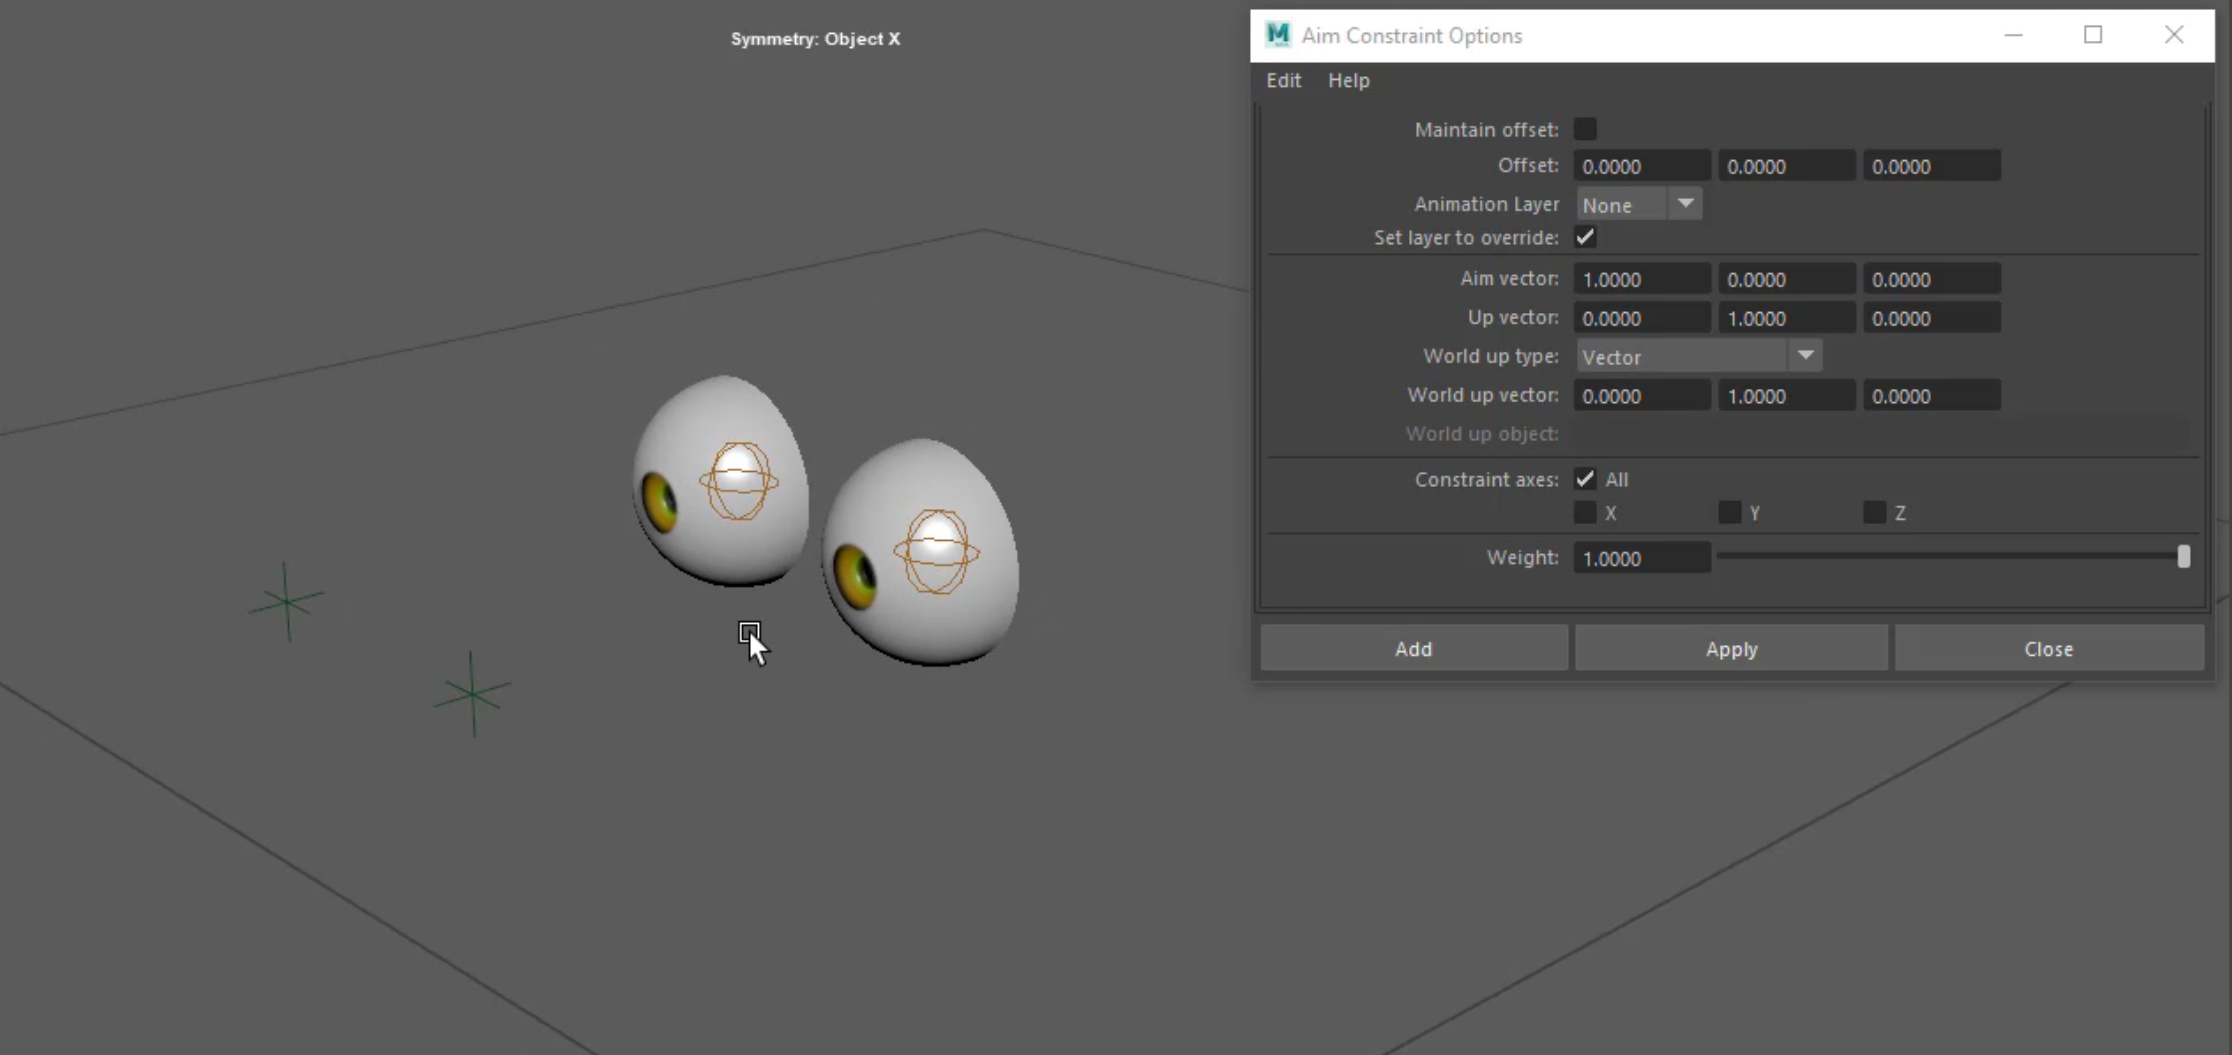 Symmetry: Object X
Aim Constraint Options
Edit Help
Maintain offset:
Offset: 0.0000 0.0000 0.0000
Animation Layer None
Set layer to override:
Aim vector: 1.0000 0.0000 0.0000
Up vector: 0.0000 1.0000 0.0000
World up type: Vector
World up vector: 0.0000 1.0000 0.0000
World up object:
Constraint axes: All
X Y Z
Weight: 1.0000
Add Apply Close